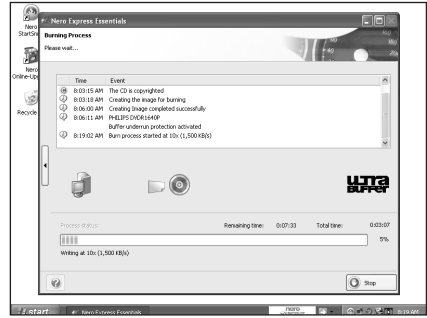 Nero
StartSm
Nero
Online-Upg
Recycle
Nero Express Essentials
Burning Process
Please wait...
Time Event
8:03:15 AM The CD is copyrighted
8:03:18 AM Creating the image for burning
8:06:00 AM Creating Image completed successfully
8:06:11 AM PHILIPS DVDR1640P
Buffer underrun protection activated
8:19:02 AM Burn process started at 10x (1,500 KB/s)
ULTRA
BUFFER
Process status: Remaining time: 0:07:33 Total time: 0:03:07
5%
Writing at 10x (1,500 KB/s)
Stop
start
Nero Express Essentials
nero
8:19 AM